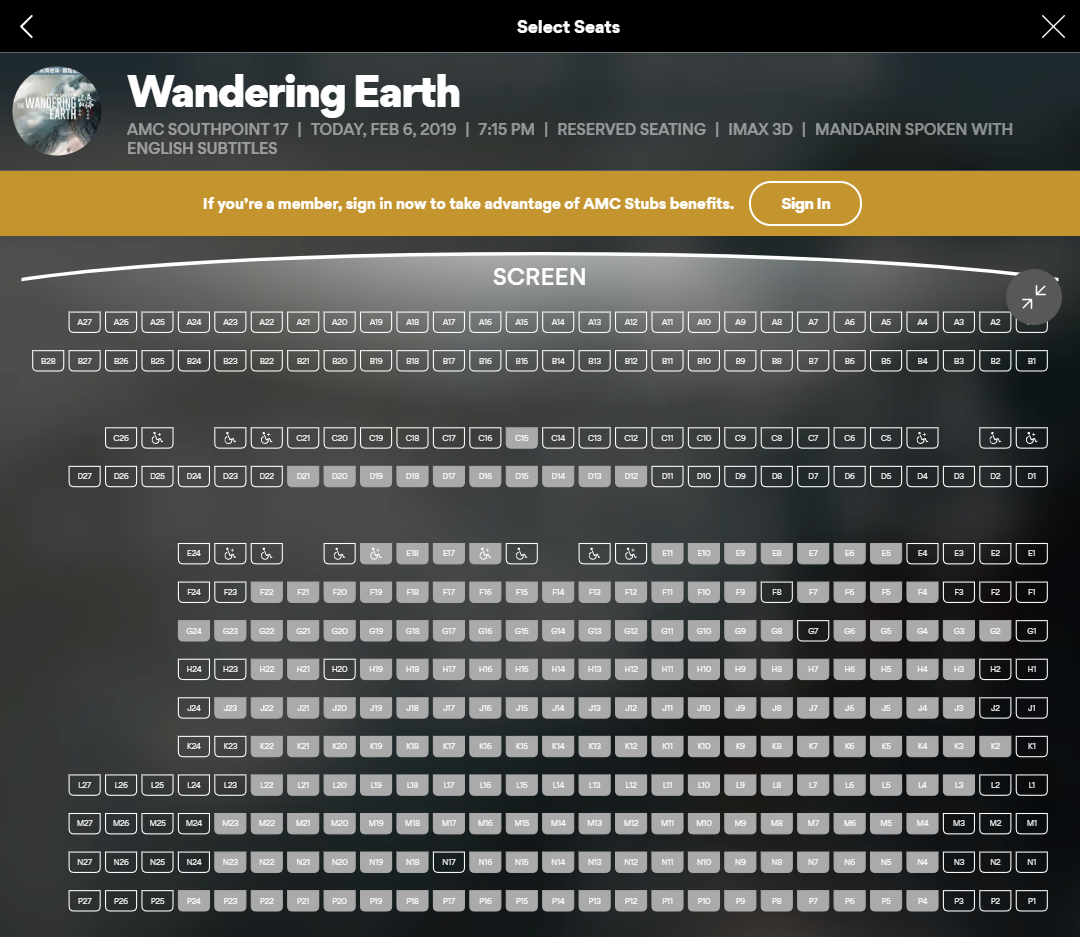 Select Seats
THE WANDERING EARTH
Wandering Earth
AMC SOUTHPOINT 17 | TODAY, FEB 6, 2019 | 7:15 PM | RESERVED SEATING | IMAX 3D | MANDARIN SPOKEN WITH
ENGLISH SUBTITLES
If you're a member, sign in now to take advantage of AMC Stubs benefits. Sign In
SCREEN
A27 A26 A25 A24 A23 A22 A21 A20 A19 A18 A17 A16 A15 A14 A13 A12 A11 A10 A9 A8 A7 A6 A5 A4 A3 A2
B28 B27 B26 B25 B24 B23 B22 B21 B20 B19 B18 B17 B16 B15 B14 B13 B12 B11 B10 B9 B8 B7 B6 B5 B4 B3 B2 B1
C26 C21 C20 C19 C18 C17 C16 C15 C14 C13 C12 C11 C10 C9 C8 C7 C6 C5
D27 D26 D25 D24 D23 D22 D21 D20 D19 D18 D17 D16 D15 D14 D13 D12 D11 D10 D9 D8 D7 D6 D5 D4 D3 D2 D1
E24 E18 E17 E11 E10 E9 E8 E7 E6 E5 E4 E3 E2 E1
F24 F23 F22 F21 F20 F19 F18 F17 F16 F15 F14 F13 F12 F11 F10 F9 F8 F7 F6 F5 F4 F3 F2 F1
G24 G23 G22 G21 G20 G19 G18 G17 G16 G15 G14 G13 G12 G11 G10 G9 G8 G7 G6 G5 G4 G3 G2 G1
H24 H23 H22 H21 H20 H19 H18 H17 H16 H15 H14 H13 H12 H11 H10 H9 H8 H7 H6 H5 H4 H3 H2 H1
J24 J23 J22 J21 J20 J19 J18 J17 J16 J15 J14 J13 J12 J11 J10 J9 J8 J7 J6 J5 J4 J3 J2 J1
K24 K23 K22 K21 K20 K19 K18 K17 K16 K15 K14 K13 K12 K11 K10 K9 K8 K7 K6 K5 K4 K3 K2 K1
L27 L26 L25 L24 L23 L22 L21 L20 L19 L18 L17 L16 L15 L14 L13 L12 L11 L10 L9 L8 L7 L6 L5 L4 L3 L2 L1
M27 M26 M25 M24 M23 M22 M21 M20 M19 M18 M17 M16 M15 M14 M13 M12 M11 M10 M9 M8 M7 M6 M5 M4 M3 M2 M1
N27 N26 N25 N24 N23 N22 N21 N20 N19 N18 N17 N16 N15 N14 N13 N12 N11 N10 N9 N8 N7 N6 N5 N4 N3 N2 N1
P27 P26 P25 P24 P23 P22 P21 P20 P19 P18 P17 P16 P15 P14 P13 P12 P11 P10 P9 P8 P7 P6 P5 P4 P3 P2 P1